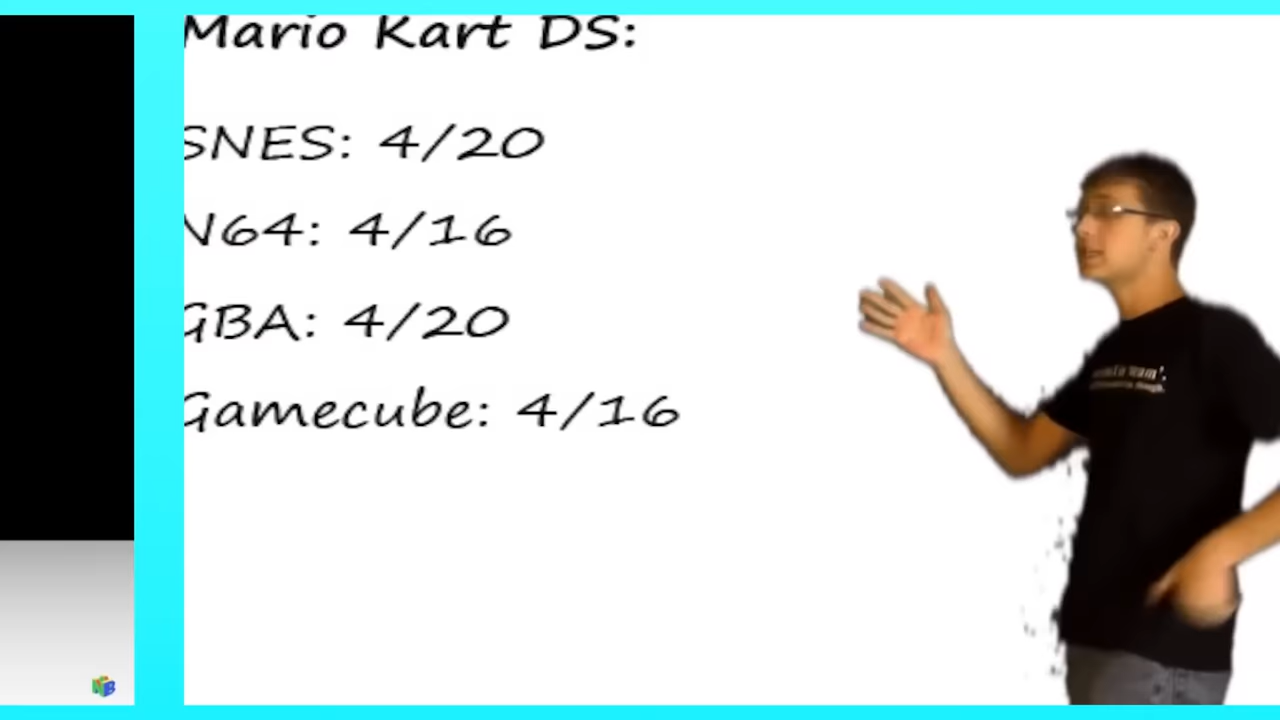 Mario Kart DS:
SNES: 4/20
N64: 4/16
GBA: 4/20
Gamecube: 4/16